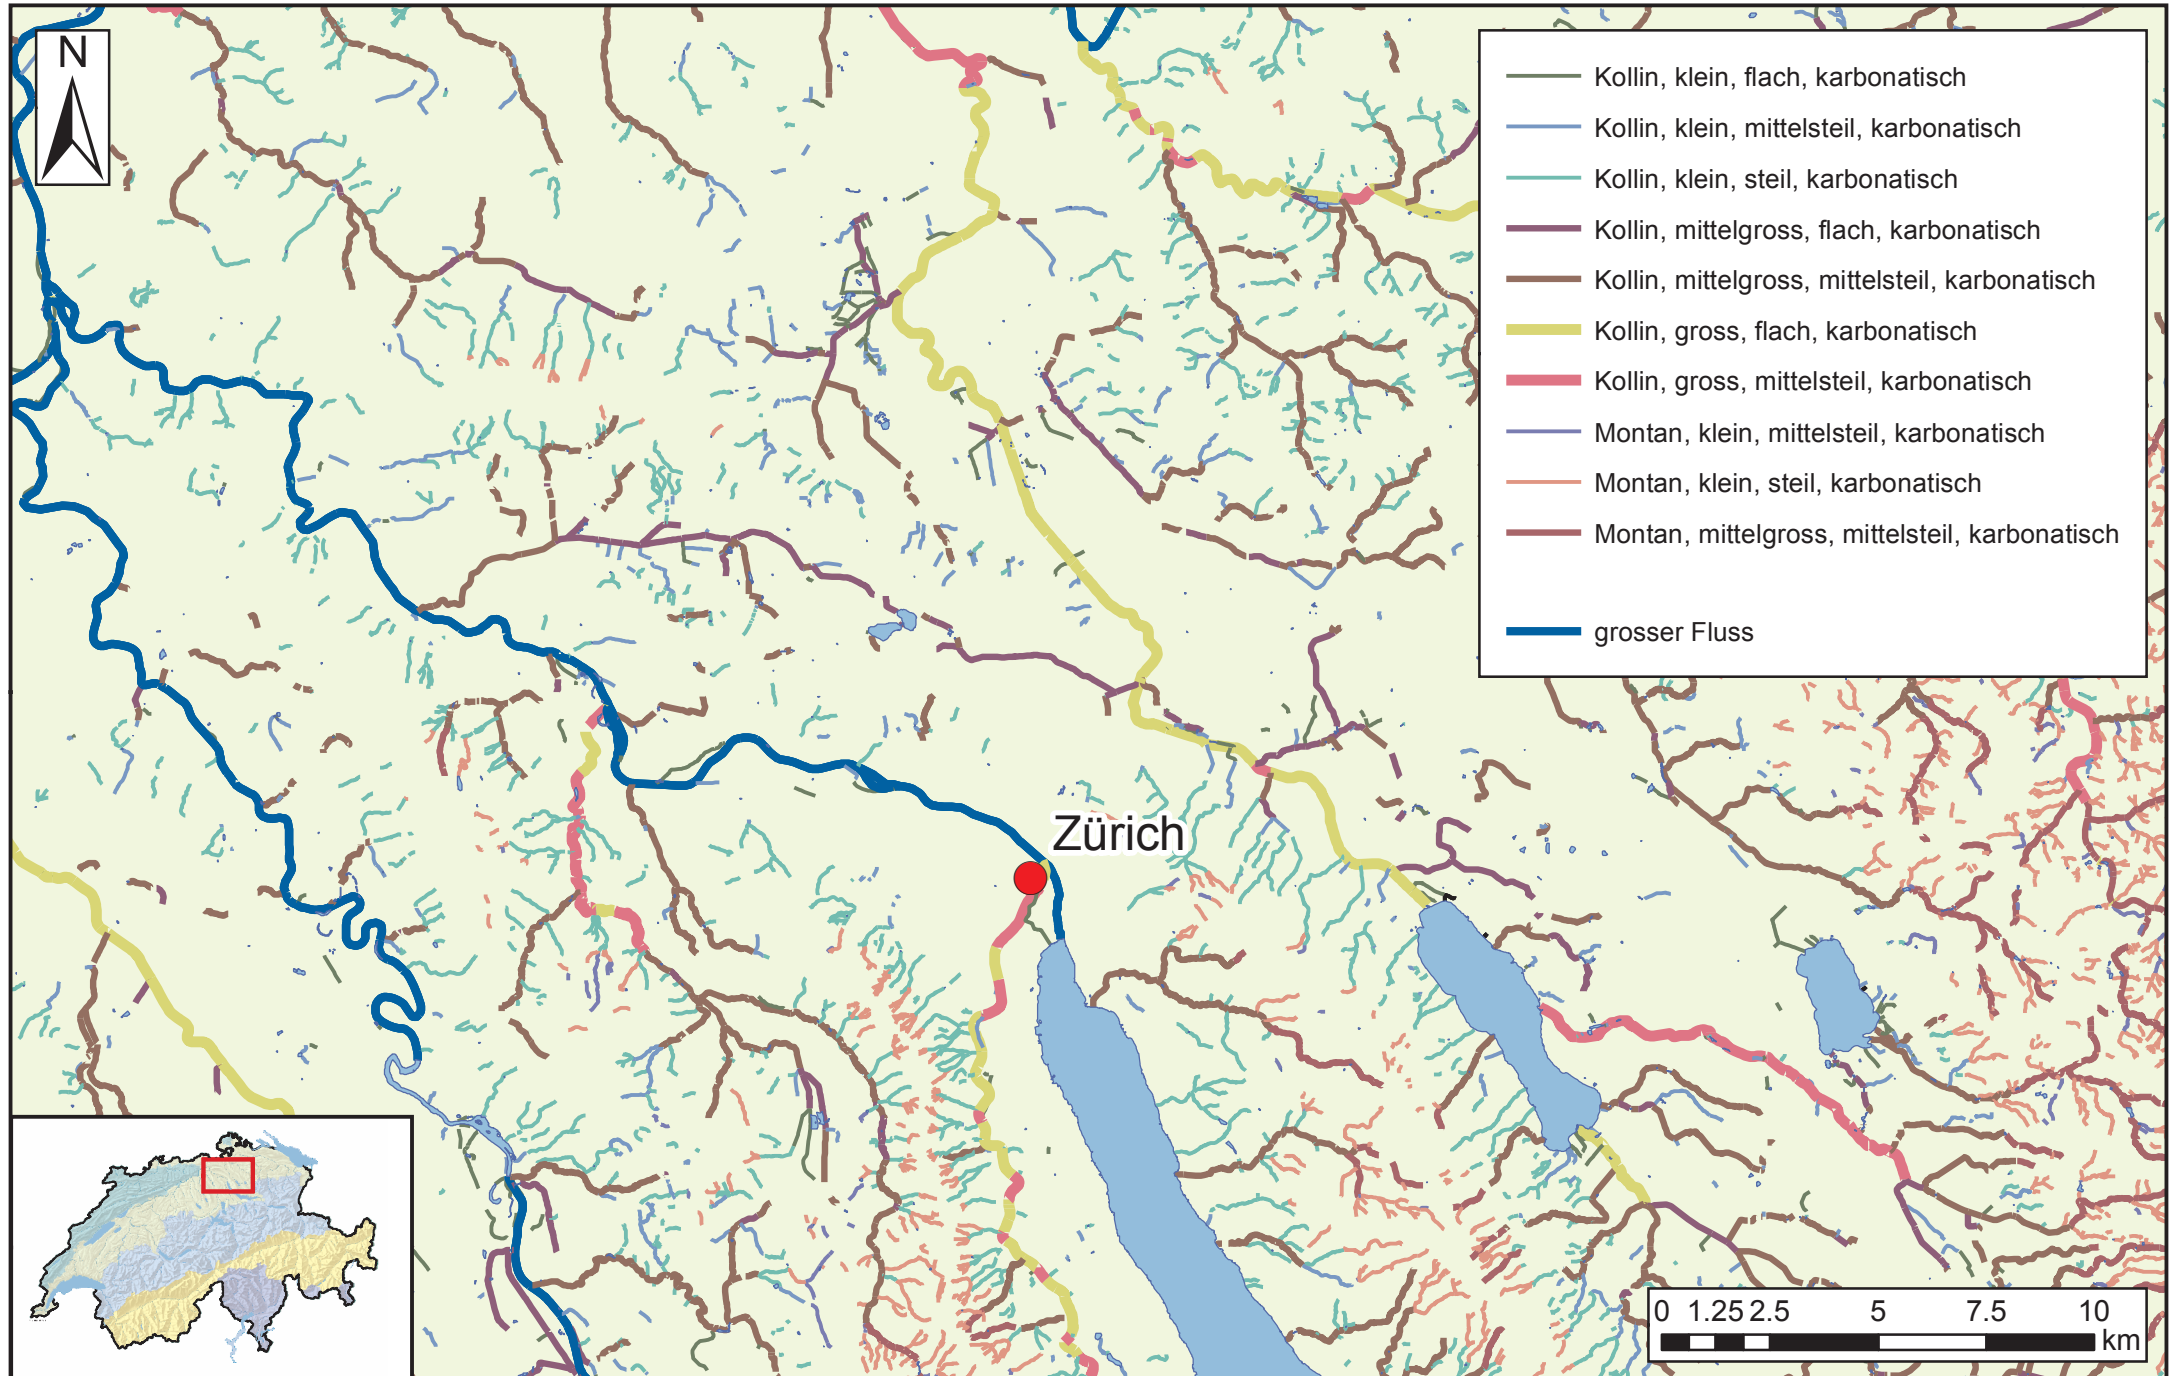 N
Kollin, klein, flach, karbonatisch
Kollin, klein, mittelsteil, karbonatisch
Kollin, klein, steil, karbonatisch
Kollin, mittelgross, flach, karbonatisch
Kollin, mittelgross, mittelsteil, karbonatisch
Kollin, gross, flach, karbonatisch
Kollin, gross, mittelsteil, karbonatisch
Montan, klein, mittelsteil, karbonatisch
Montan, klein, steil, karbonatisch
Montan, mittelgross, mittelsteil, karbonatisch
grosser Fluss
Zürich
0 1.25 2.5 5 7.5 10
km